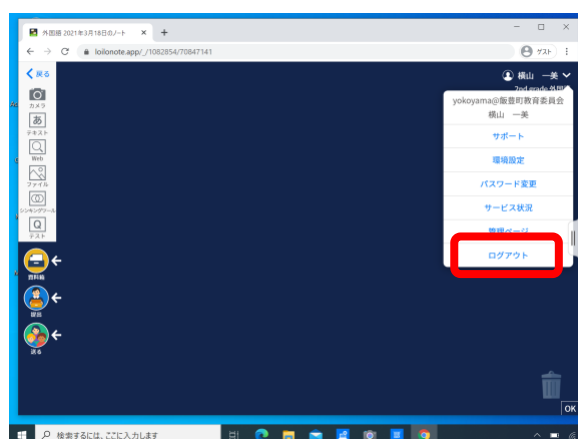 外国語 2021年3月18日のノート
loilonote.app/_/1082854/70847141
ゲスト
戻る
横山 一美
2nd grade 外国語
カメラ
あ
テキスト
Web
ファイル
シンキングツール
Q
テスト
資料箱
提出
送る
yokoyama@飯豊町教育委員会
横山 一美
サポート
環境設定
パスワード変更
サービス状況
管理ページ
ログアウト
OK
検索するには、ここに入力します